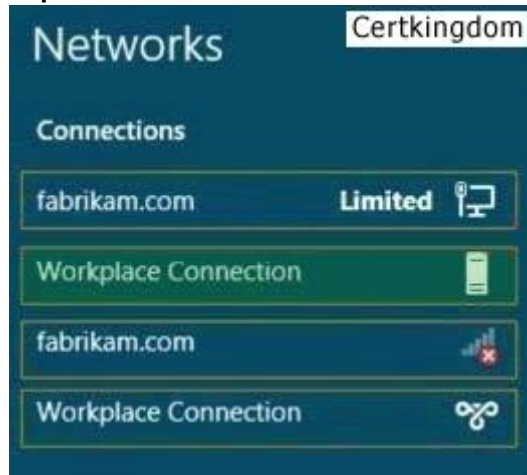 Networks
Certkingdom
Connections
fabrikam.com Limited
Workplace Connection
fabrikam.com
Workplace Connection